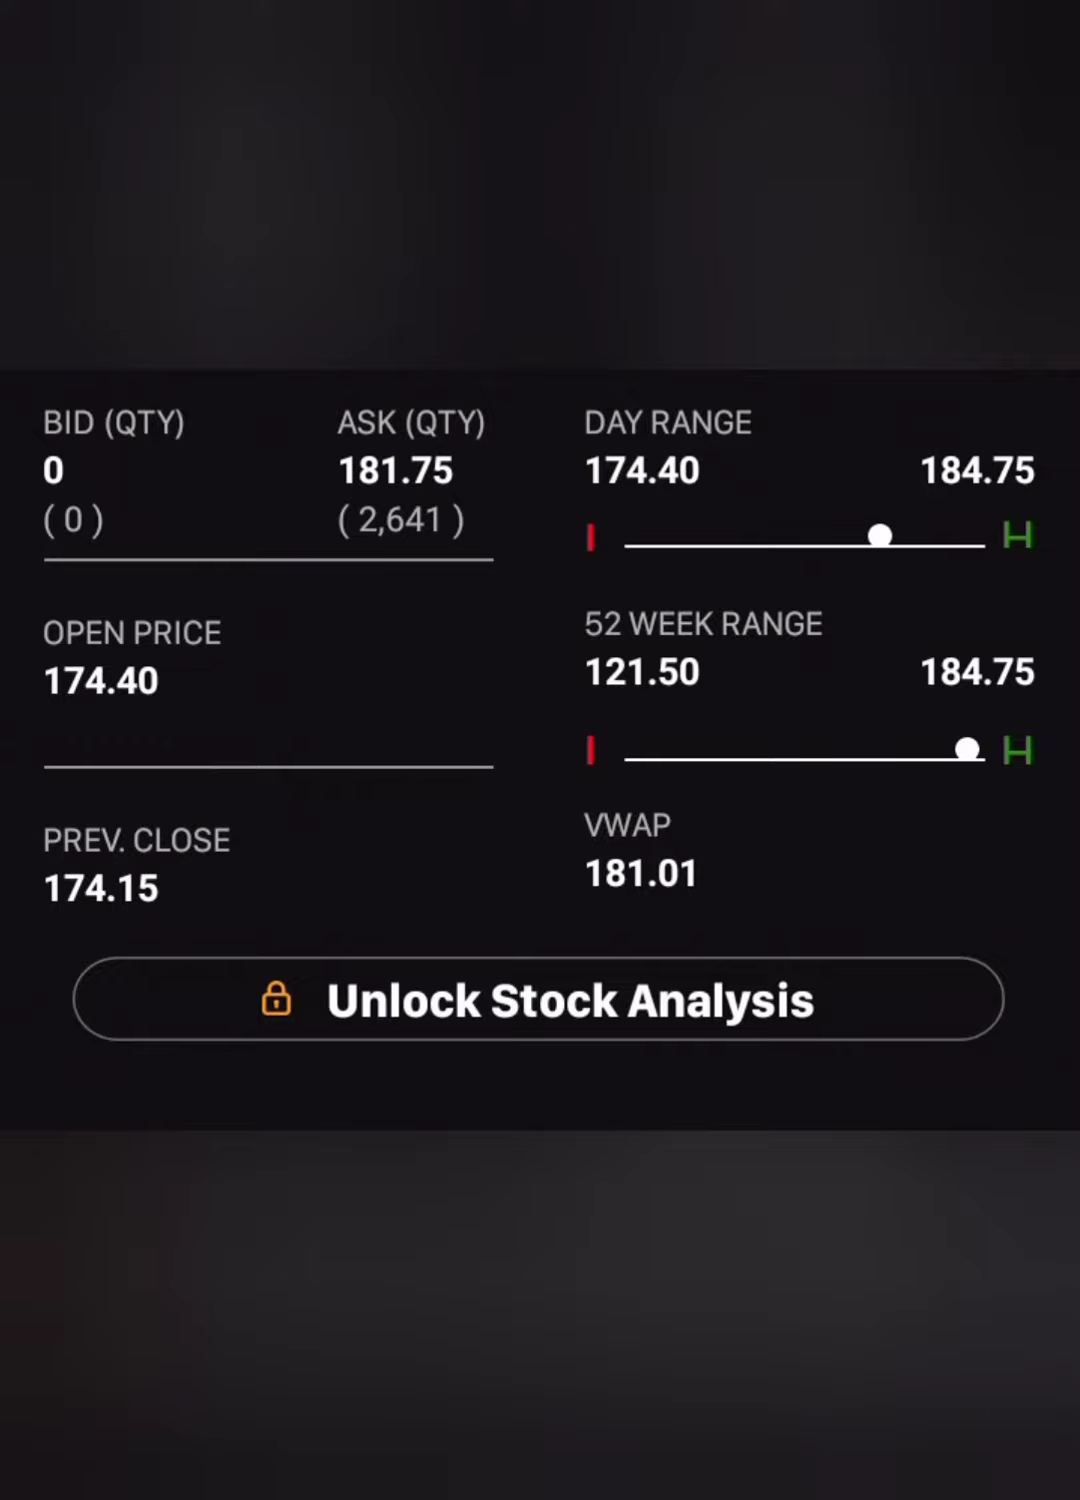 BID (QTY)
0
( 0 )
ASK (QTY)
181.75
( 2,641 )
DAY RANGE
174.40 184.75
H
OPEN PRICE
174.40
52 WEEK RANGE
121.50 184.75
H
PREV. CLOSE
174.15
VWAP
181.01
Unlock Stock Analysis